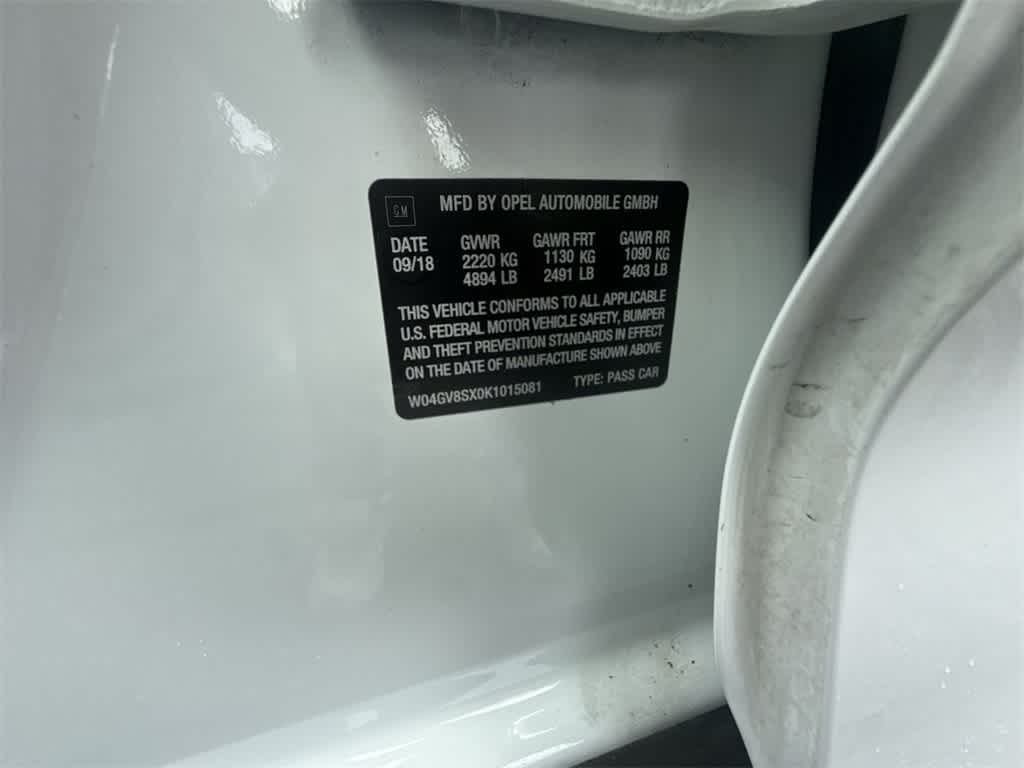 GM MFD BY OPEL AUTOMOBILE GMBH
DATE GVWR GAWR FRT GAWR RR
09/18 2220 KG 1130 KG 1090 KG
4894 LB 2491 LB 2403 LB
THIS VEHICLE CONFORMS TO ALL APPLICABLE
U.S. FEDERAL MOTOR VEHICLE SAFETY, BUMPER
AND THEFT PREVENTION STANDARDS IN EFFECT
ON THE DATE OF MANUFACTURE SHOWN ABOVE
W04GV8SX0K1015081 TYPE: PASS CAR